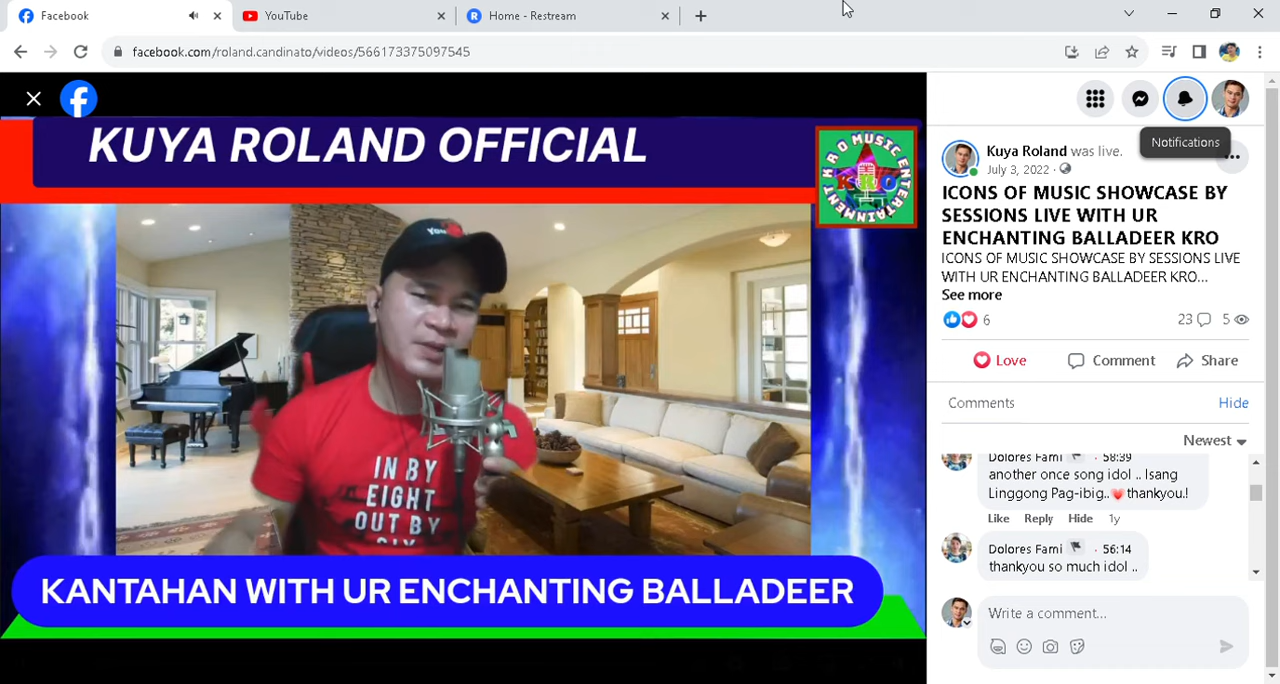 Facebook
YouTube
Home - Restream
facebook.com/roland.candinato/videos/566173375097545
KUYA ROLAND OFFICIAL
KRO MUSIC ENTERTAINMENT
KRO
IN BY
EIGHT
OUT BY
KANTAHAN WITH UR ENCHANTING BALLADEER
Notifications
Kuya Roland was live.
July 3, 2022 ·
ICONS OF MUSIC SHOWCASE BY
SESSIONS LIVE WITH UR
ENCHANTING BALLADEER KRO
ICONS OF MUSIC SHOWCASE BY SESSIONS LIVE
WITH UR ENCHANTING BALLADEER KRO...
See more
6
23
5
Love
Comment
Share
Comments
Hide
Newest
Dolores Fami · 58:39
another once song idol .. Isang
Linggong Pag-ibig.. thankyou.!
Like Reply Hide 1y
Dolores Fami · 56:14
thankyou so much idol ..
Write a comment...